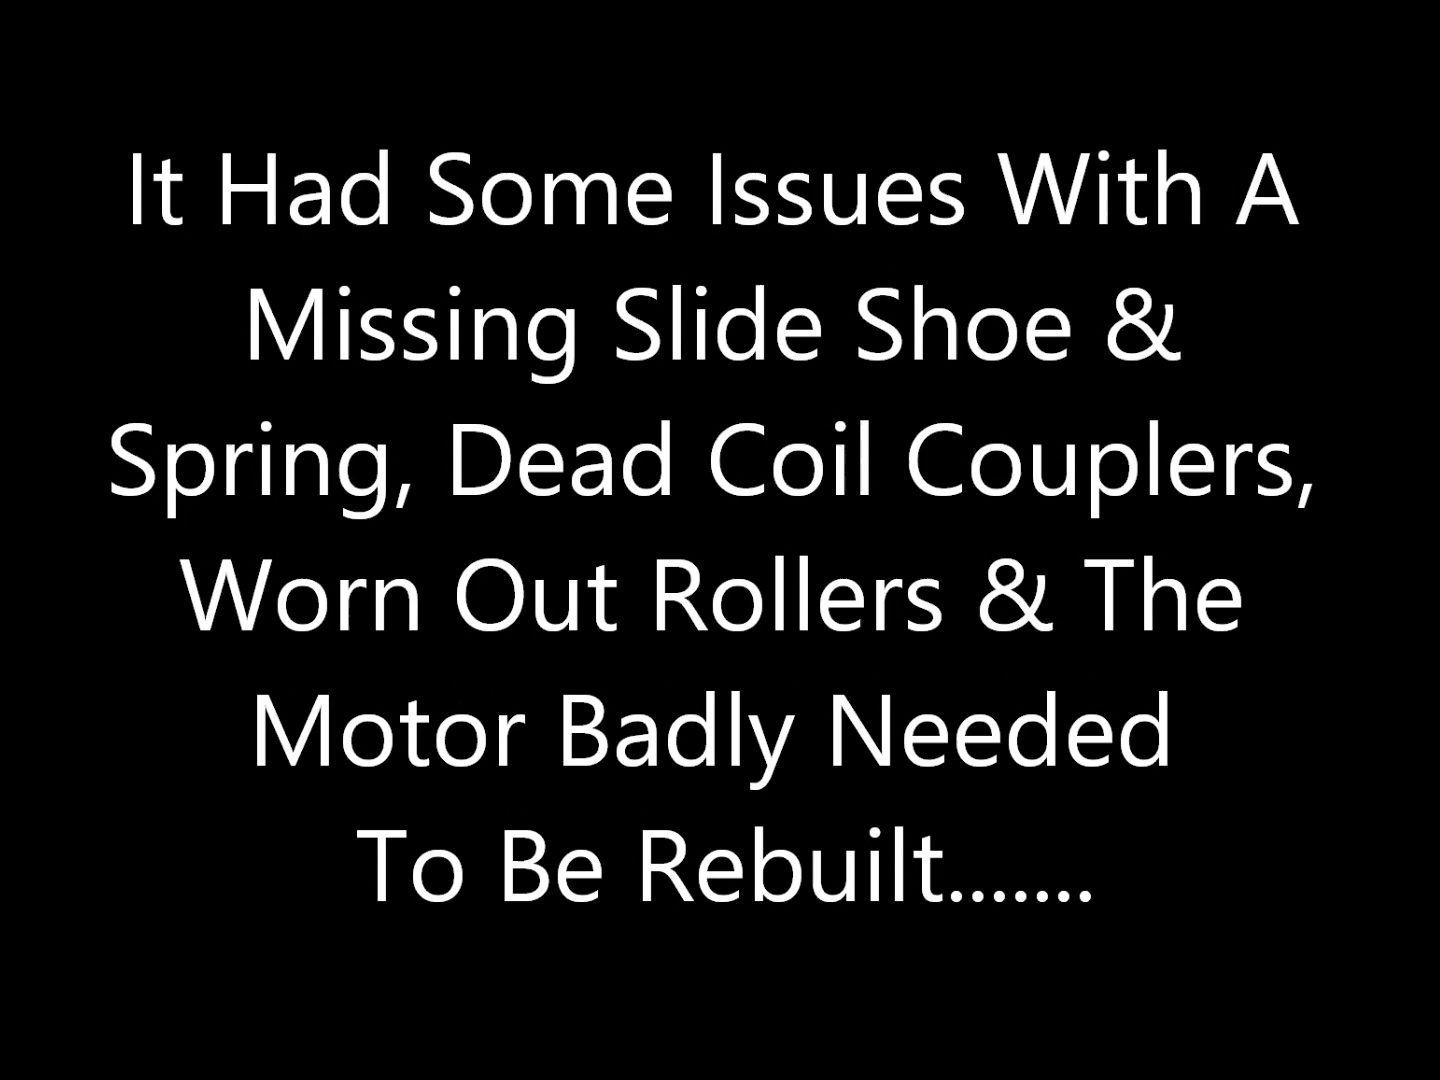 It Had Some Issues With A
Missing Slide Shoe &
Spring, Dead Coil Couplers,
Worn Out Rollers & The
Motor Badly Needed
To Be Rebuilt.......